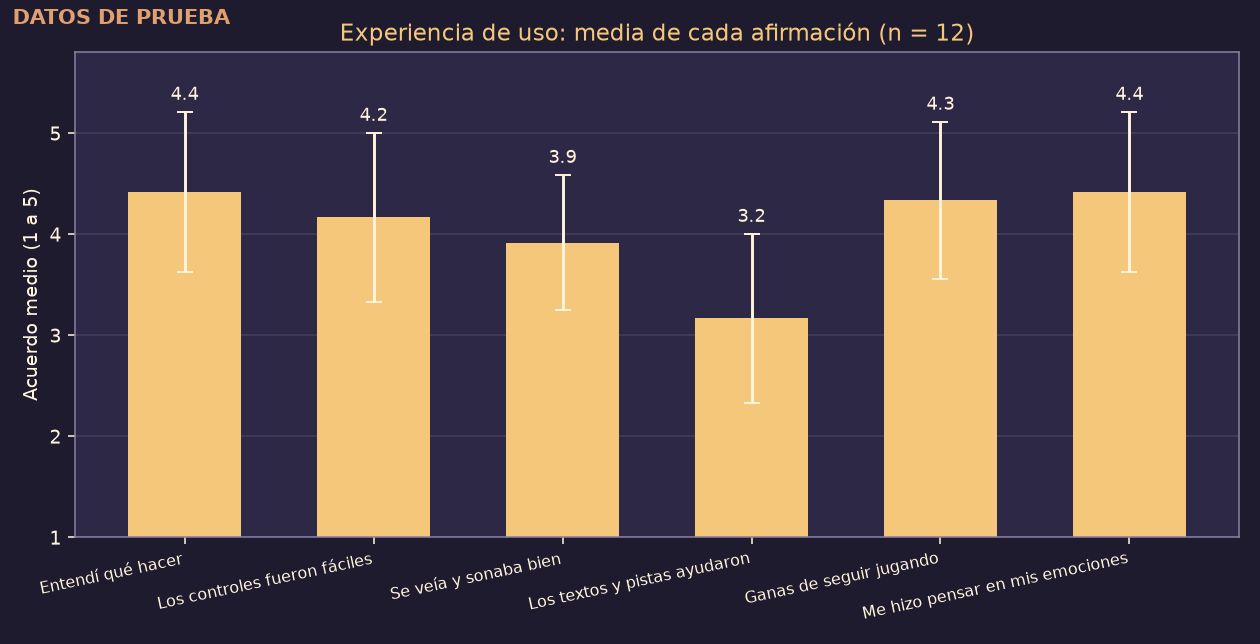 DATOS DE PRUEBA
Experiencia de uso: media de cada afirmación (n = 12)
Acuerdo medio (1 a 5)
5
4
3
2
1
4.4
4.2
3.9
3.2
4.3
4.4
Entendí qué hacer
Los controles fueron fáciles
Se veía y sonaba bien
Los textos y pistas ayudaron
Ganas de seguir jugando
Me hizo pensar en mis emociones